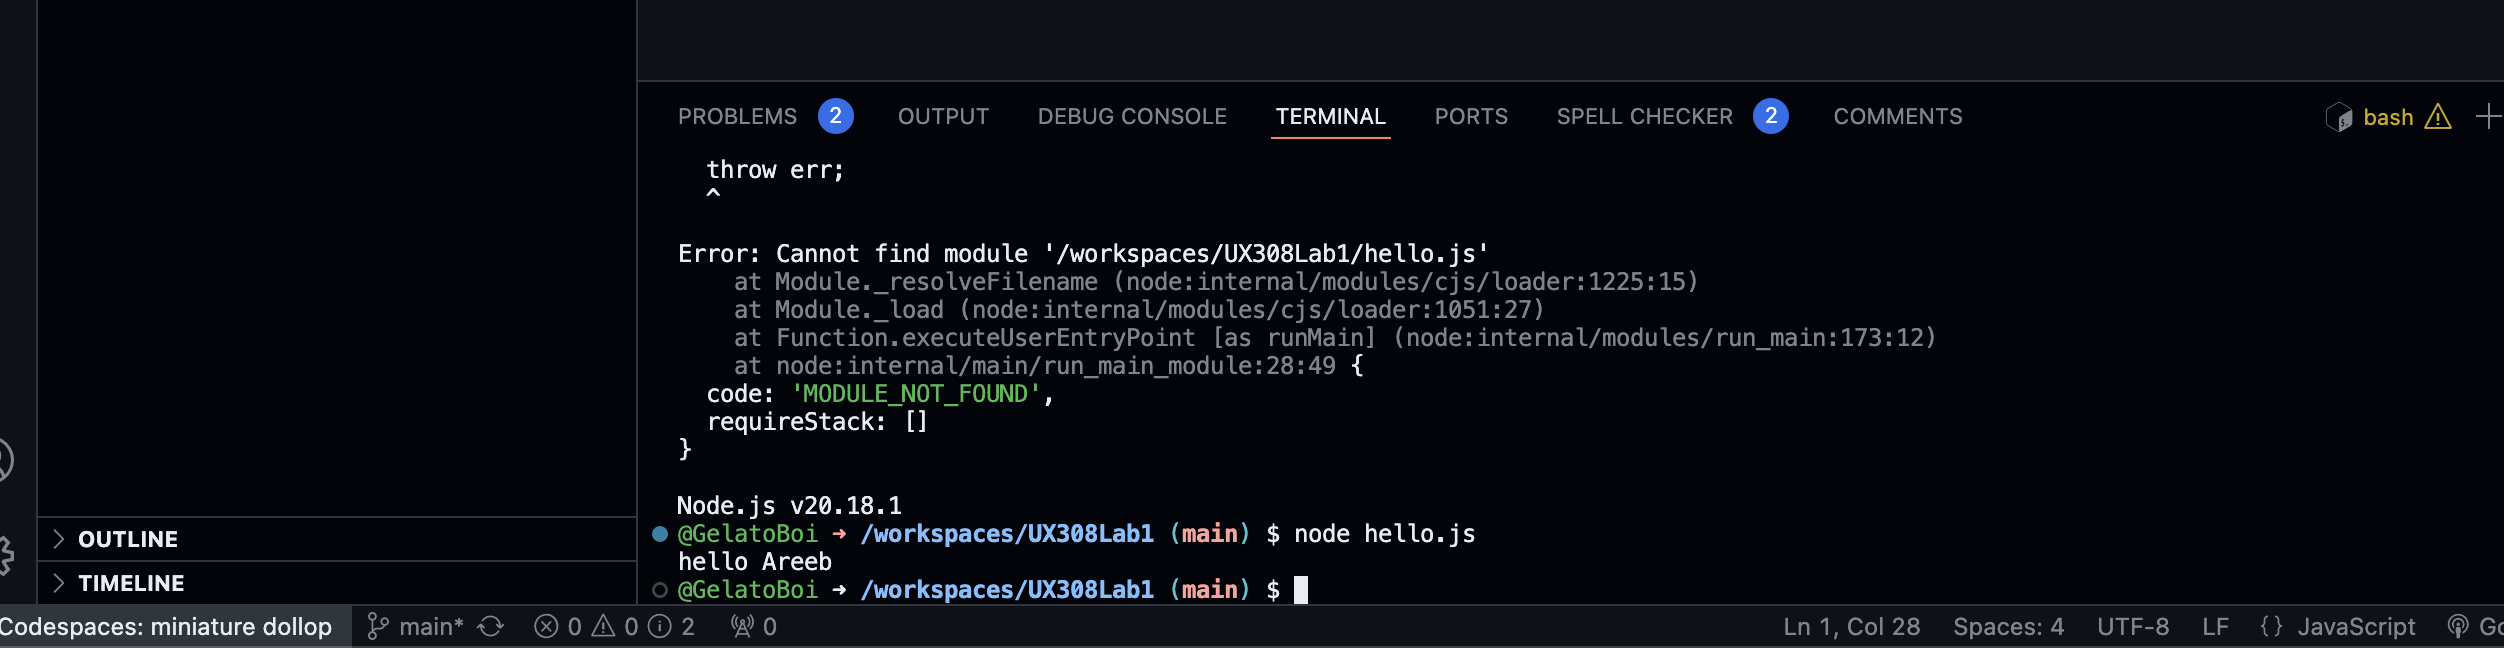 PROBLEMS 2 OUTPUT DEBUG CONSOLE TERMINAL PORTS SPELL CHECKER 2 COMMENTS bash
throw err;
^
Error: Cannot find module '/workspaces/UX308Lab1/hello.js'
at Module._resolveFilename (node:internal/modules/cjs/loader:1225:15)
at Module._load (node:internal/modules/cjs/loader:1051:27)
at Function.executeUserEntryPoint [as runMain] (node:internal/modules/run_main:173:12)
at node:internal/main/run_main_module:28:49 {
code: 'MODULE_NOT_FOUND',
requireStack: []
}
Node.js v20.18.1
@GelatoBoi ➜ /workspaces/UX308Lab1 (main) $ node hello.js
hello Areeb
@GelatoBoi ➜ /workspaces/UX308Lab1 (main) $
OUTLINE
TIMELINE
Codespaces: miniature dollop main* 0 0 2 0 Ln 1, Col 28 Spaces: 4 UTF-8 LF {} JavaScript Go